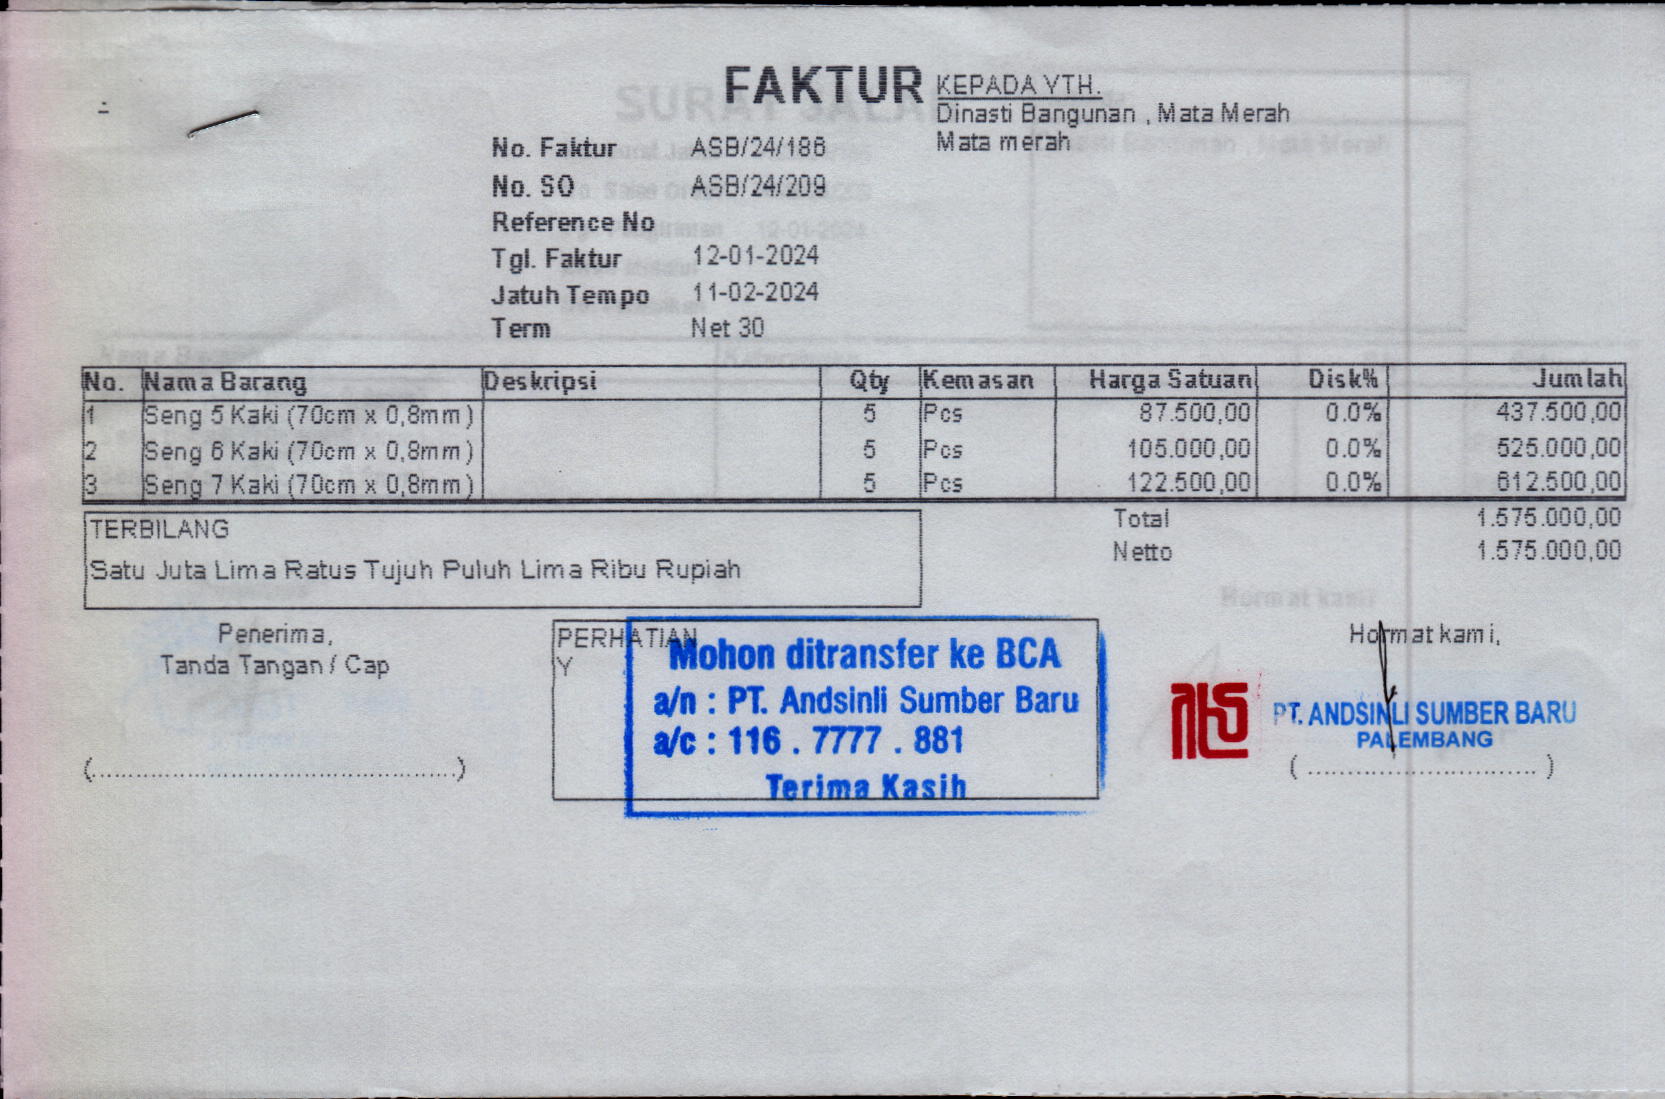 FAKTUR
KEPADA YTH.
Dinasti Bangunan , Mata Merah
Mata merah
No. Faktur ASB/24/186
No. SO ASB/24/209
Reference No
Tgl. Faktur 12-01-2024
Jatuh Tempo 11-02-2024
Term Net 30
No. Nama Barang Deskripsi Qty Kemasan Harga Satuan Disk% Jumlah
1 Seng 5 Kaki (70cm x 0,8mm) 5 Pcs 87.500,00 0.0% 437.500,00
2 Seng 6 Kaki (70cm x 0,8mm) 5 Pcs 105.000,00 0.0% 525.000,00
3 Seng 7 Kaki (70cm x 0,8mm) 5 Pcs 122.500,00 0.0% 612.500,00
Total 1.575.000,00
Netto 1.575.000,00
TERBILANG
Satu Juta Lima Ratus Tujuh Puluh Lima Ribu Rupiah
Penerima,
Tanda Tangan / Cap
PERHATIAN
Y
Mohon ditransfer ke BCA
a/n : PT. Andsinli Sumber Baru
a/c : 116 . 7777 . 881
Terima Kasih
Hormat kami,
PT. ANDSINLI SUMBER BARU
PALEMBANG